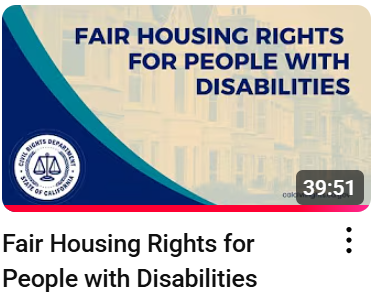 FAIR HOUSING RIGHTS
FOR PEOPLE WITH
DISABILITIES
CIVIL RIGHTS DEPARTMENT
STATE OF CALIFORNIA
39:51
Fair Housing Rights for
People with Disabilities